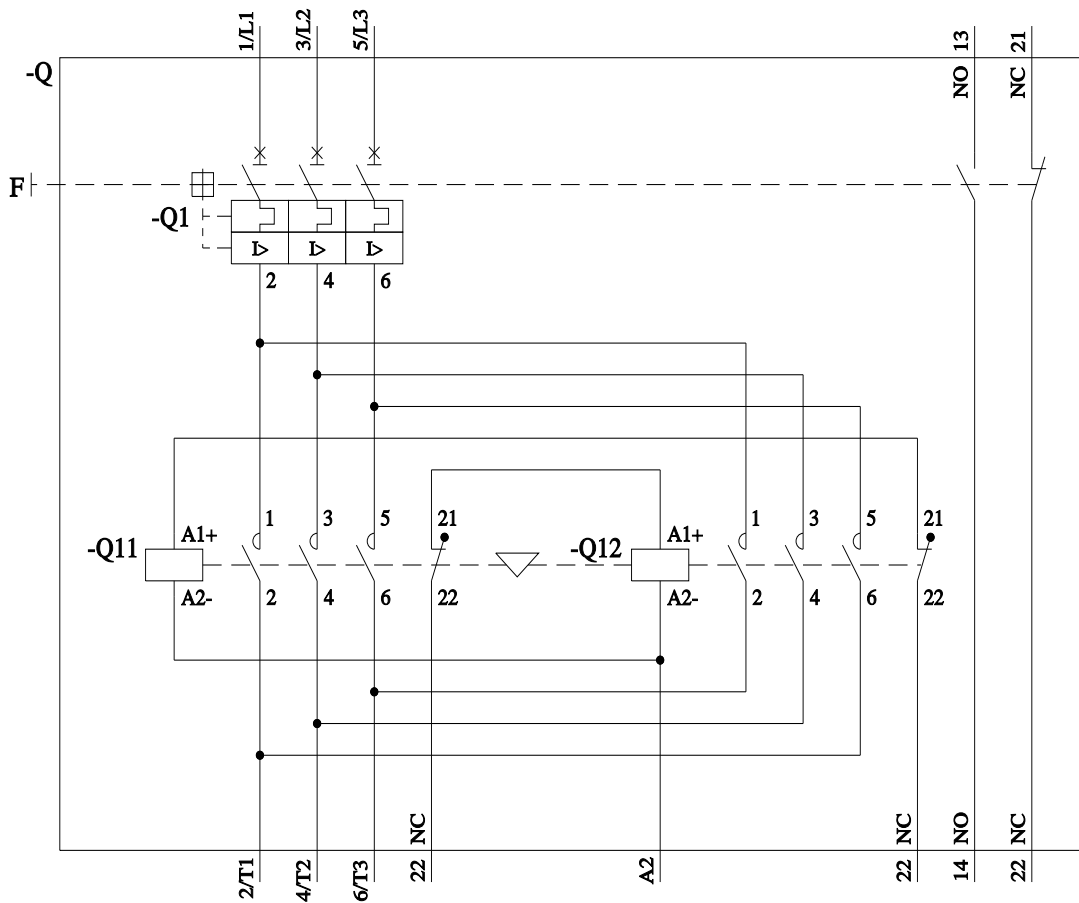 1/L1 3/L2 5/L3 13 21
-Q NO NC
F
-Q1
I> I> I>
2 4 6
1 3 5 21 1 3 5 21
-Q11 A1+ -Q12 A1+
A2- 2 4 6 22 A2- 2 4 6 22
NC NC NO NC
2/T1 4/T2 6/T3 22 A2 22 14 22